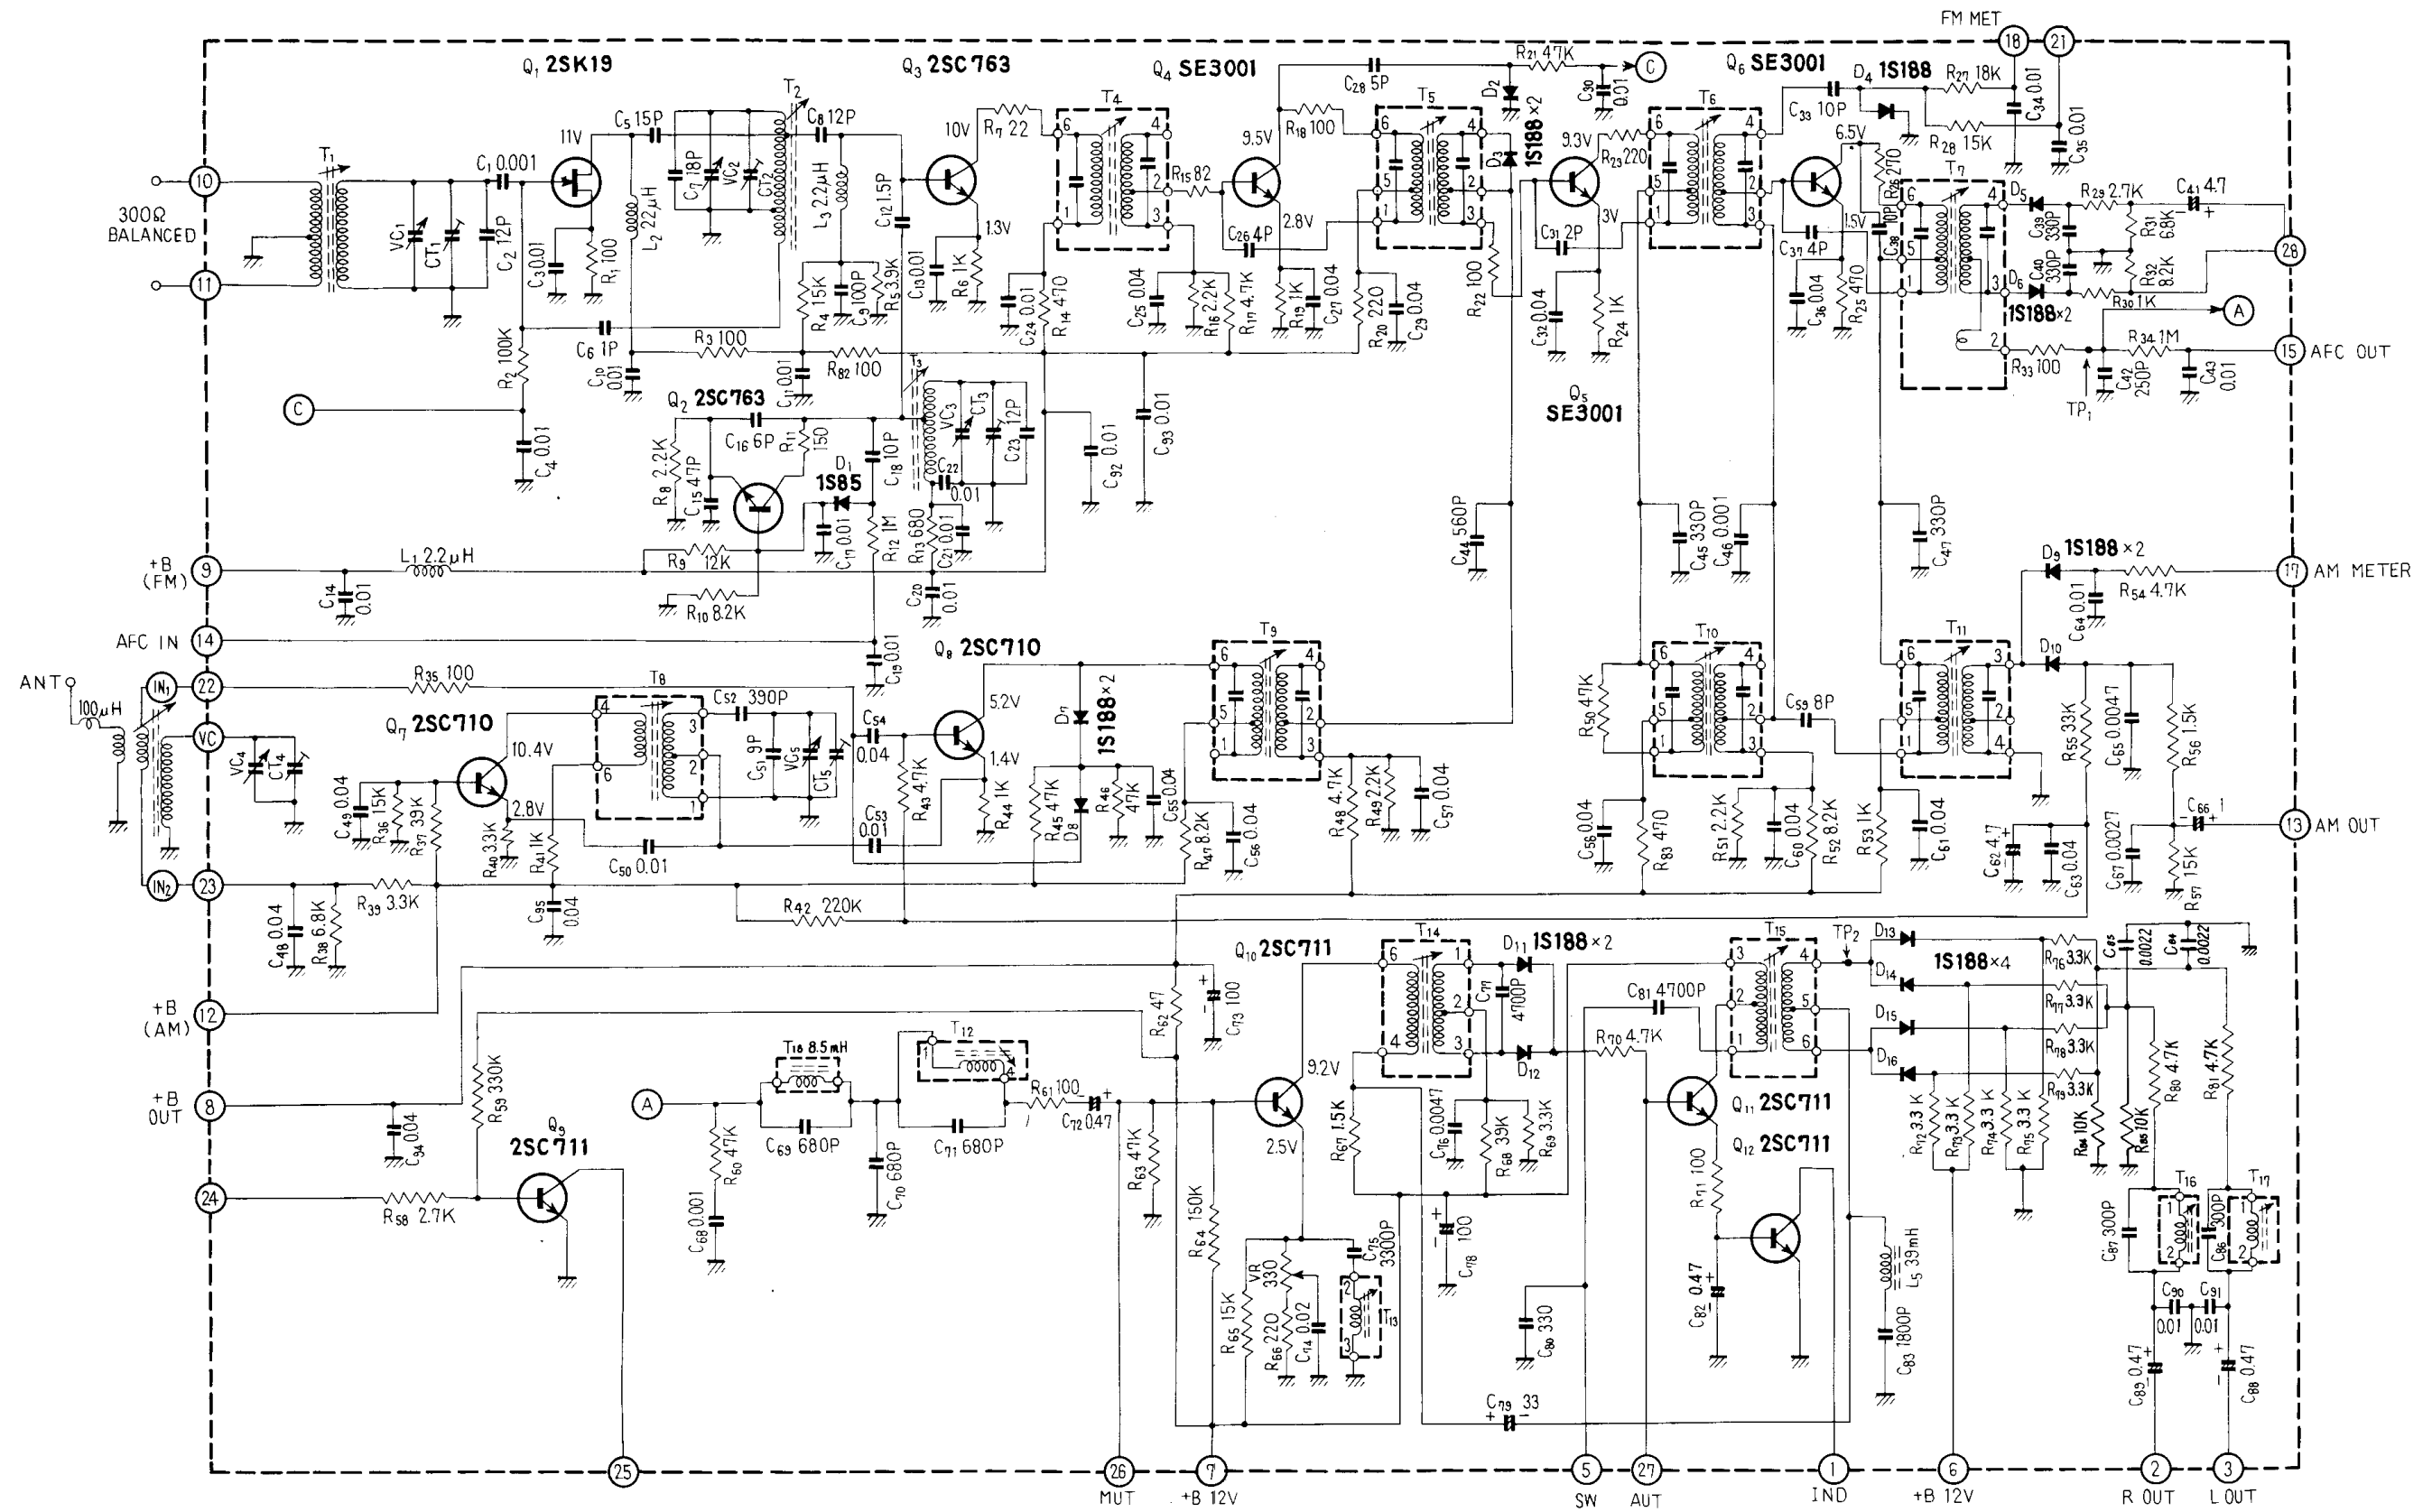 FM MET
18
21
Q1 2SK19
Q3 2SC763
Q4 SE3001
R21 47K
C
Q6 SE3001
D4 1S188
R27 18K
C28 5P
D2
C30 0.01
C33 10P
C34 0.01
T1
T2
T4
T5
T6
C5 15P
C8 12P
11V
10V
9.5V
9.3V
6.5V
R7 22
R18 100
R23 220
R28 15K
C35 0.01
1S188×2
D3
10
300Ω
BALANCED
11
C1 0.001
C7 18P
VC2
CT2
L3 2.2μH
C12 1.5P
R15 82
R26 270
T7
D5
R29 2.7K
C41 4.7
VC1
CT1
C2 12P
L2 22μH
C3 0.01
R1 100
1.3V
2.8V
3V
1.5V
C26 4P
C31 2P
C37 4P
C38 10P
C39 330P
R31 6.8K
28
C40 330P
R32 8.2K
D6
R30 1K
1S188×2
A
R4 15K
C9 100P
R5 3.9K
C13 0.01
R6 1K
C24 0.01
R14 470
C25 0.04
R16 2.2K
R17 4.7K
R19 1K
C27 0.04
R20 220
C29 0.04
R22 100
C32 0.04
R24 1K
C36 0.04
R25 470
C6 1P
R2 100K
R3 100
C10 0.01
C11 0.01
R82 100
T3
R33 100
R34 1M
15
AFC OUT
C42 250P
C43 0.01
TP1
Q5
SE3001
C
C4 0.01
Q2 2SC763
C16 6P
R11 150
R8 2.2K
C15 47P
D1
1S85
C18 10P
VC3
CT3
C23 12P
C22 0.01
C92 0.01
C93 0.01
C17 0.01
R12 1M
R13 680
C21 0.01
C44 560P
C45 330P
C46 0.001
C47 330P
+B
(FM)
9
L1 2.2μH
C14 0.01
R9 12K
R10 8.2K
C20 0.01
D9 1S188×2
17
AM METER
C64 0.01
R54 4.7K
AFC IN
14
C19 0.01
Q8 2SC710
T9
T10
T11
D10
ANT
100μH
IN1
22
R35 100
T8
C52 390P
5.2V
D7
1S188×2
R50 47K
C59 8P
VC
VC4
CT4
Q7 2SC710
10.4V
C51 9P
VC5
CT5
C54 0.04
1.4V
R55 33K
C65 0.0047
R56 1.5K
C49 0.04
R36 15K
R37 39K
2.8V
R40 3.3K
R41 1K
C50 0.01
C53 0.01
R43 4.7K
R44 1K
R45 47K
D8
R46 47K
C55 0.04
R47 8.2K
C56 0.04
R48 4.7K
R49 2.2K
C57 0.04
C58 0.04
R83 470
R51 2.2K
C60 0.04
R52 8.2K
R53 1K
C61 0.04
C62 4.7
C63 0.04
C67 0.0027
C66 1
13
AM OUT
R57 15K
IN2
23
C48 0.04
R38 6.8K
R39 3.3K
C95 0.04
R42 220K
+B
(AM)
12
Q10 2SC711
T14
D11 1S188×2
T15
TP2
D13
C85 0.0022
C84 0.0022
1S188×4
R76 3.3K
D14
R77 3.3K
R62 47
C73 100
C77 4700P
D12
C81 4700P
R70 4.7K
D15
R78 3.3K
D16
R79 3.3K
R80 4.7K
R81 4.7K
+B
OUT
8
C94 0.04
R59 330K
Q9
2SC711
A
T18 8.5mH
T12
R61 100
C72 0.47
C69 680P
C70 680P
C71 680P
R60 47K
C68 0.001
R63 47K
9.2V
2.5V
R67 1.5K
C76 0.0047
R68 39K
R69 3.3K
Q11 2SC711
Q12 2SC711
R71 100
R72 3.3K
R73 3.3K
R74 3.3K
R75 3.3K
R84 10K
R85 10K
24
R58 2.7K
R64 150K
R65 15K
VR 330
R66 220
C74 0.02
C75 3300P
T13
C78 100
C80 330
C79 33
C82 0.47
L5 39mH
C83 1800P
T16
T17
C87 300P
C86 300P
C90 0.01
C91 0.01
C89 0.47
C88 0.47
25
26
MUT
7
+B 12V
5
SW
27
AUT
1
IND
6
+B 12V
2
R OUT
3
L OUT